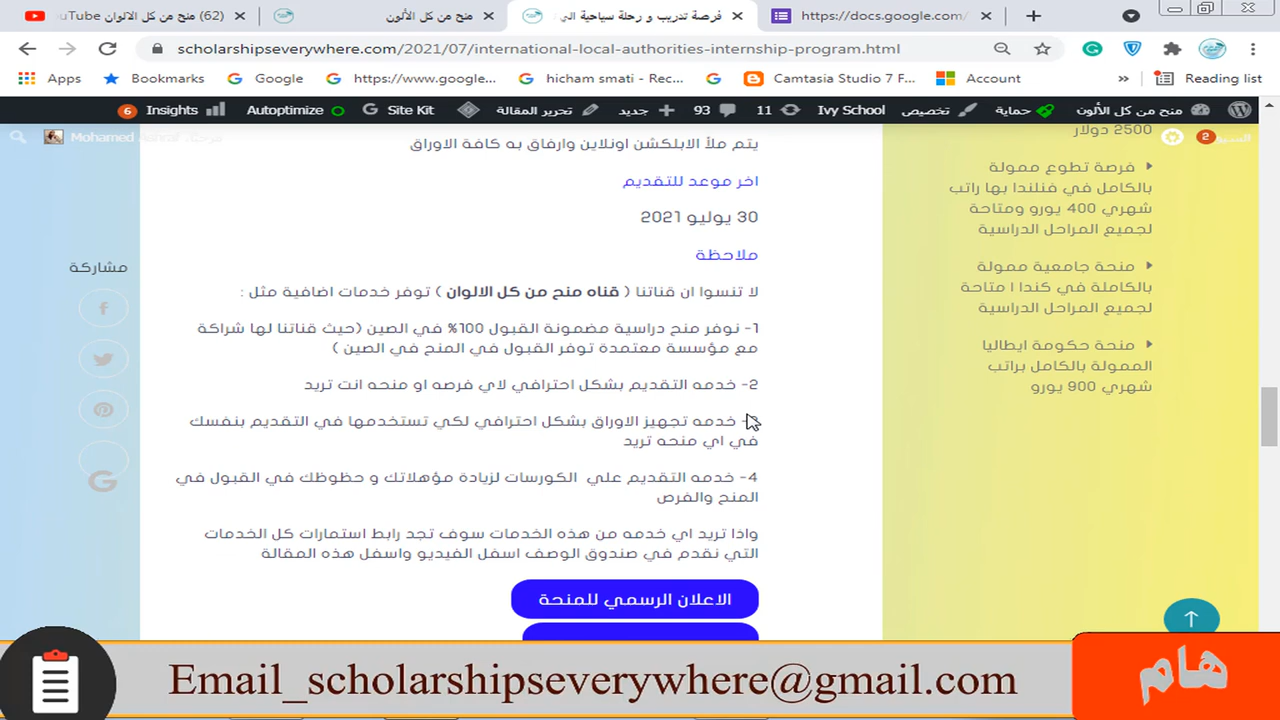 (62) منح من كل الالوان - YouTube
منح من كل الألون
فرصة تدريب و رحلة سياحية الي
https://docs.google.com/
scholarshipseverywhere.com/2021/07/international-local-authorities-internship-program.html
Apps
Bookmarks
Google
https://www.google...
hicham smati - Rec...
Camtasia Studio 7 F...
Account
»
Reading list
6 Insights
Autoptimize
Site Kit
تحرير المقالة
جديد
93
11
Ivy School
تخصيص
حماية
منح من كل الألون
Mohamed
2
2500 دولار
فرصة تطوع ممولة
بالكامل في فنلندا بها راتب
شهري 400 يورو ومتاحة
لجميع المراحل الدراسية
منحة جامعية ممولة
بالكاملة في كندا ا متاحة
لجميع المراحل الدراسية
منحة حكومة ايطاليا
الممولة بالكامل براتب
شهري 900 يورو
يتم ملأ الابلكشن اونلاين وارفاق به كافة الاوراق
اخر موعد للتقديم
30 يوليو 2021
ملاحظة
لا تنسوا ان قناتنا ( قناه منح من كل الالوان ) توفر خدمات اضافية مثل :
1- نوفر منح دراسية مضمونة القبول 100% في الصين (حيث قناتنا لها شراكة
مع مؤسسة معتمدة توفر القبول في المنح في الصين )
2- خدمه التقديم بشكل احترافي لاي فرصه او منحه انت تريد
3- خدمه تجهيز الاوراق بشكل احترافي لكي تستخدمها في التقديم بنفسك
في اي منحه تريد
4- خدمه التقديم علي الكورسات لزيادة مؤهلاتك و حظوظك في القبول في
المنح والفرص
واذا تريد اي خدمه من هذه الخدمات سوف تجد رابط استمارات كل الخدمات
التي نقدم في صندوق الوصف اسفل الفيديو واسفل هذه المقالة
الاعلان الرسمي للمنحة
مشاركة
Email_scholarshipseverywhere@gmail.com
هام